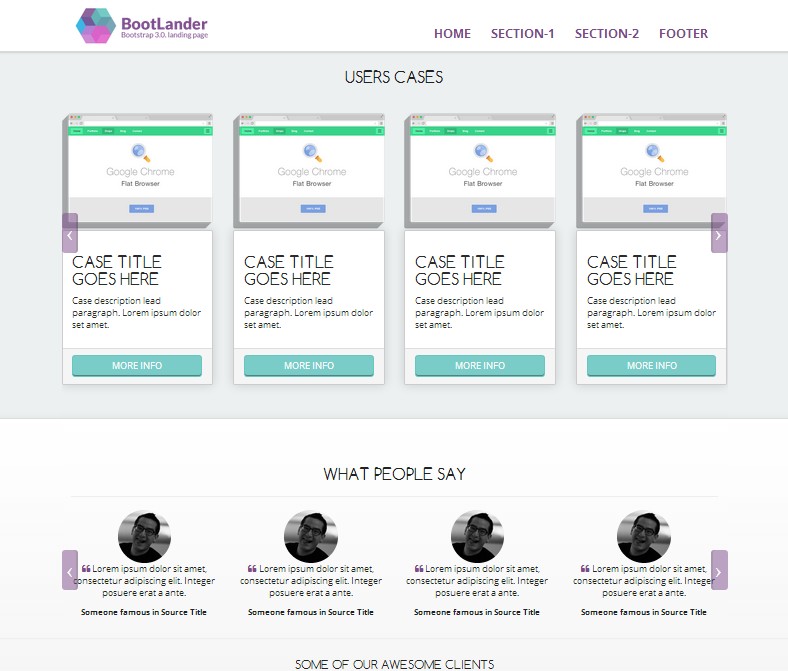 BootLander
Bootstrap 3.0. landing page
HOME SECTION-1 SECTION-2 FOOTER
USERS CASES
Google Chrome
Flat Browser
Google Chrome
Flat Browser
Google Chrome
Flat Browser
Google Chrome
Flat Browser
CASE TITLE
GOES HERE
Case description lead
paragraph. Lorem ipsum dolor
set amet.
MORE INFO
CASE TITLE
GOES HERE
Case description lead
paragraph. Lorem ipsum dolor
set amet.
MORE INFO
CASE TITLE
GOES HERE
Case description lead
paragraph. Lorem ipsum dolor
set amet.
MORE INFO
CASE TITLE
GOES HERE
Case description lead
paragraph. Lorem ipsum dolor
set amet.
MORE INFO
WHAT PEOPLE SAY
❝ Lorem ipsum dolor sit amet,
consectetur adipiscing elit. Integer
posuere erat a ante.
Someone famous in Source Title
❝ Lorem ipsum dolor sit amet,
consectetur adipiscing elit. Integer
posuere erat a ante.
Someone famous in Source Title
❝ Lorem ipsum dolor sit amet,
consectetur adipiscing elit. Integer
posuere erat a ante.
Someone famous in Source Title
❝ Lorem ipsum dolor sit amet,
consectetur adipiscing elit. Integer
posuere erat a ante.
Someone famous in Source Title
SOME OF OUR AWESOME CLIENTS